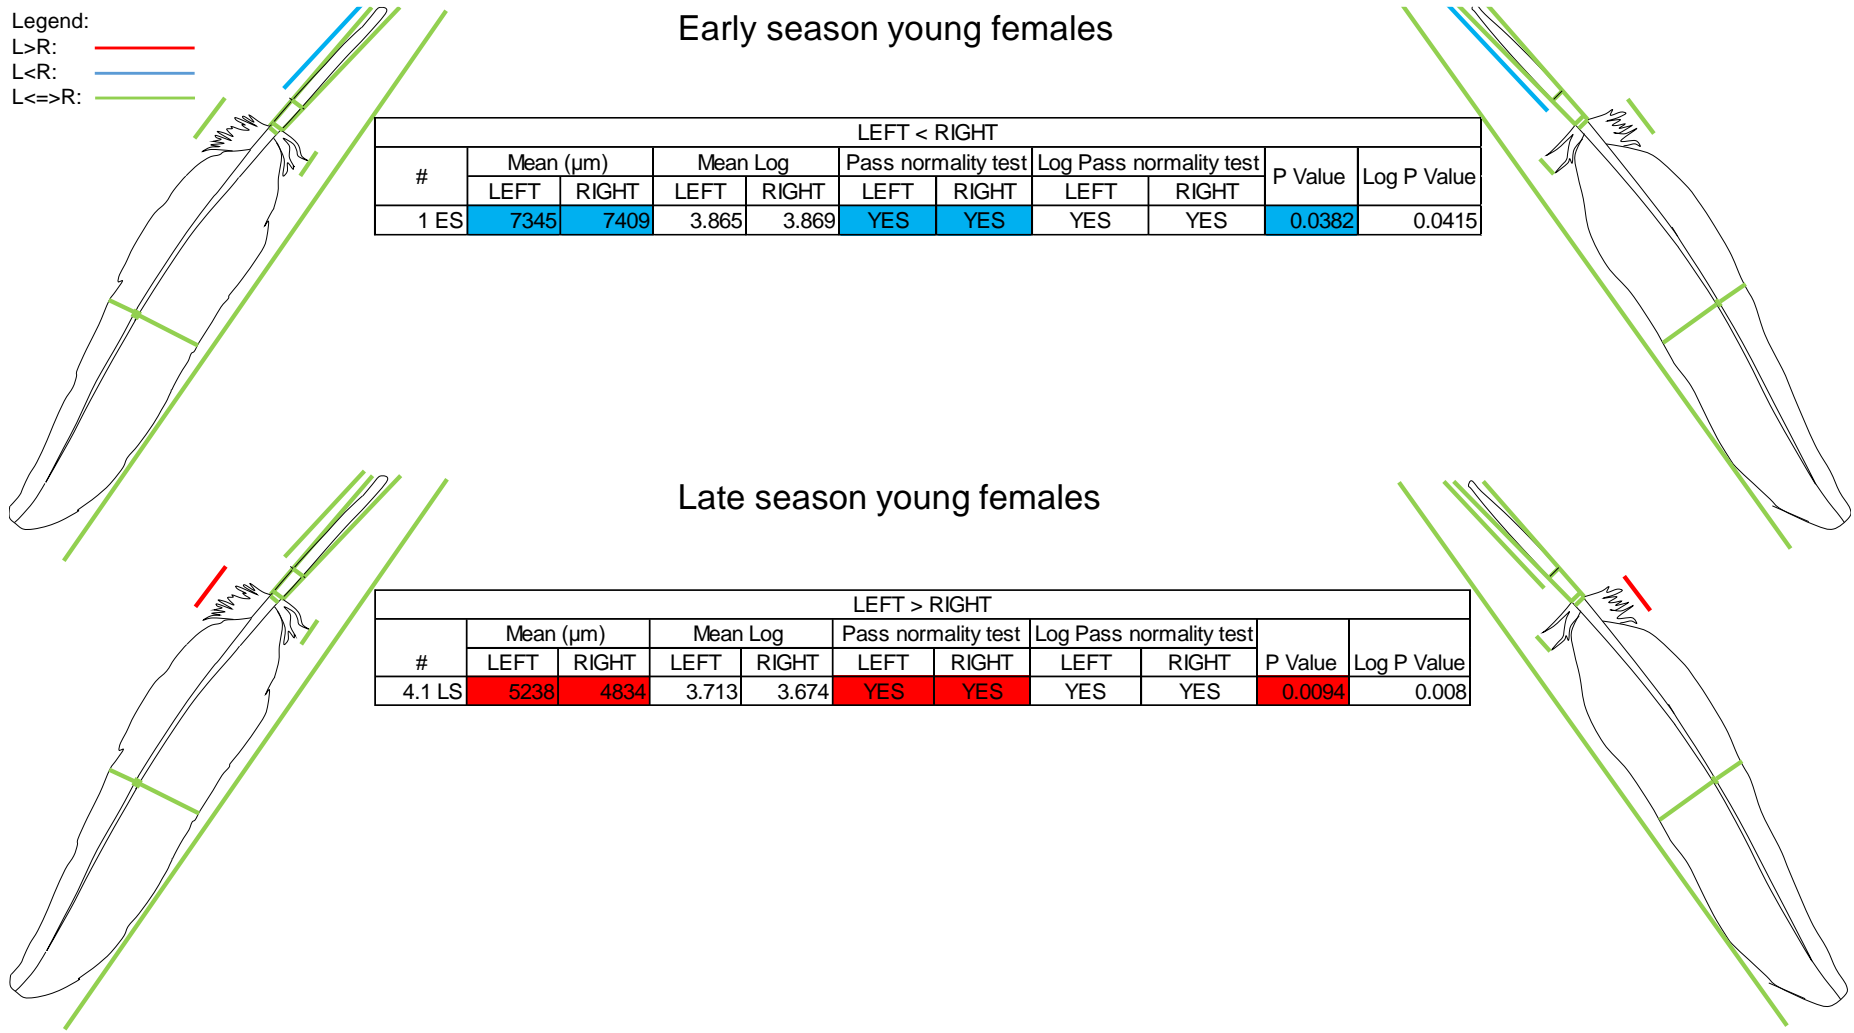 Legend:
L>R:
L<R:
L<=>R:
Early season young females
LEFT < RIGHT
# Mean (µm) Mean Log Pass normality test Log Pass normality test P Value Log P Value
LEFT RIGHT LEFT RIGHT LEFT RIGHT LEFT RIGHT
1 ES 7345 7409 3.865 3.869 YES YES YES YES 0.0382 0.0415
Late season young females
LEFT > RIGHT
Mean (µm) Mean Log Pass normality test Log Pass normality test
# LEFT RIGHT LEFT RIGHT LEFT RIGHT LEFT RIGHT P Value Log P Value
4.1 LS 5238 4834 3.713 3.674 YES YES YES YES 0.0094 0.008